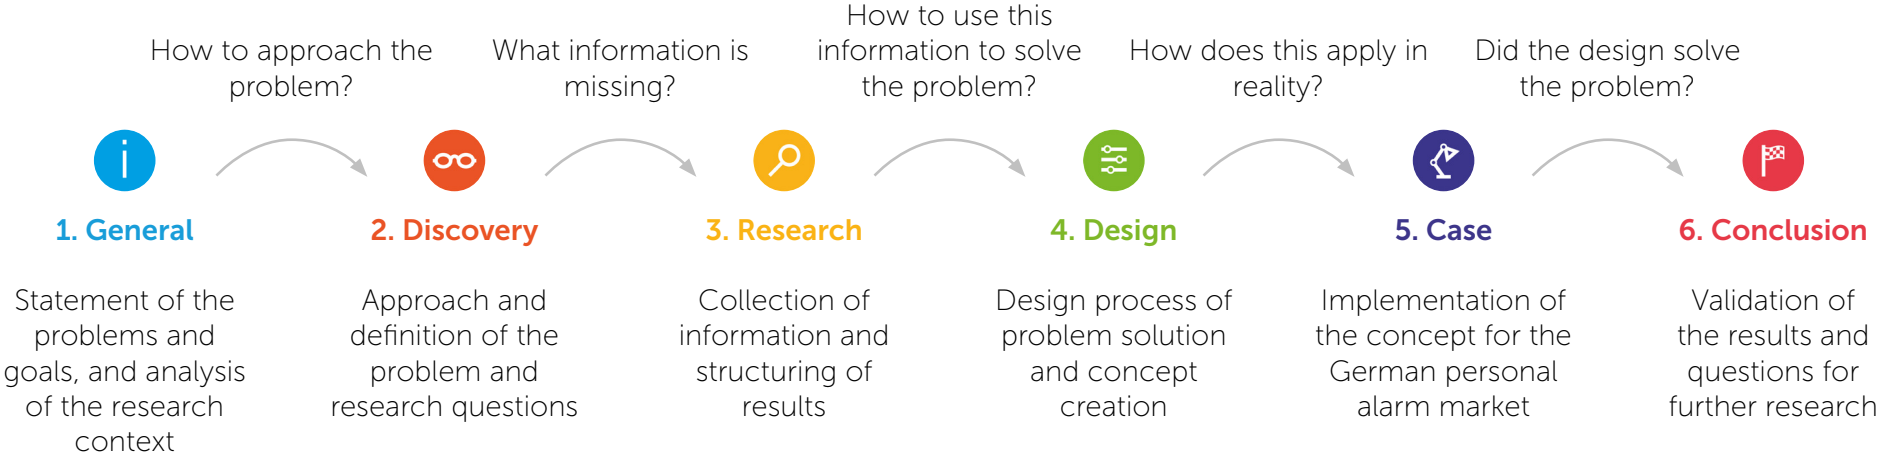 How to approach the
problem?
What information is
missing?
How to use this
information to solve
the problem?
How does this apply in
reality?
Did the design solve
the problem?
1. General
2. Discovery
3. Research
4. Design
5. Case
6. Conclusion
Statement of the
problems and
goals, and analysis
of the research
context
Approach and
definition of the
problem and
research questions
Collection of
information and
structuring of
results
Design process of
problem solution
and concept
creation
Implementation of
the concept for the
German personal
alarm market
Validation of
the results and
questions for
further research